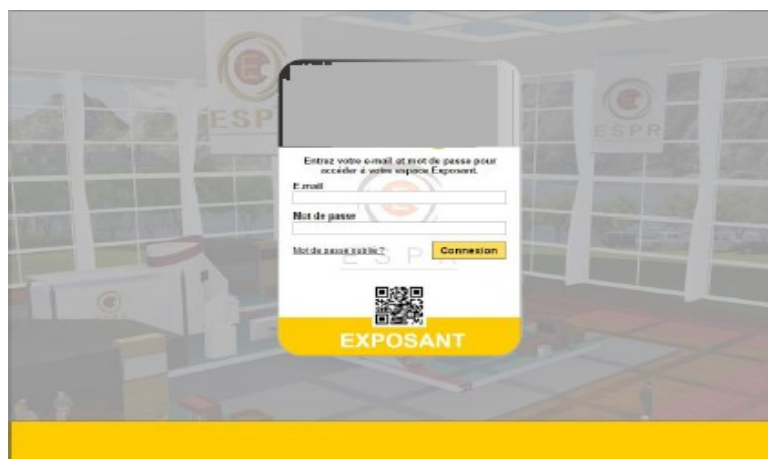 ESPR
ESPR
Entrez votre e-mail et mot de passe pour
accéder à votre espace Exposant.
E.mail
Mot de passe
Mot de passe oublié ?
Connexion
ESPR
EXPOSANT